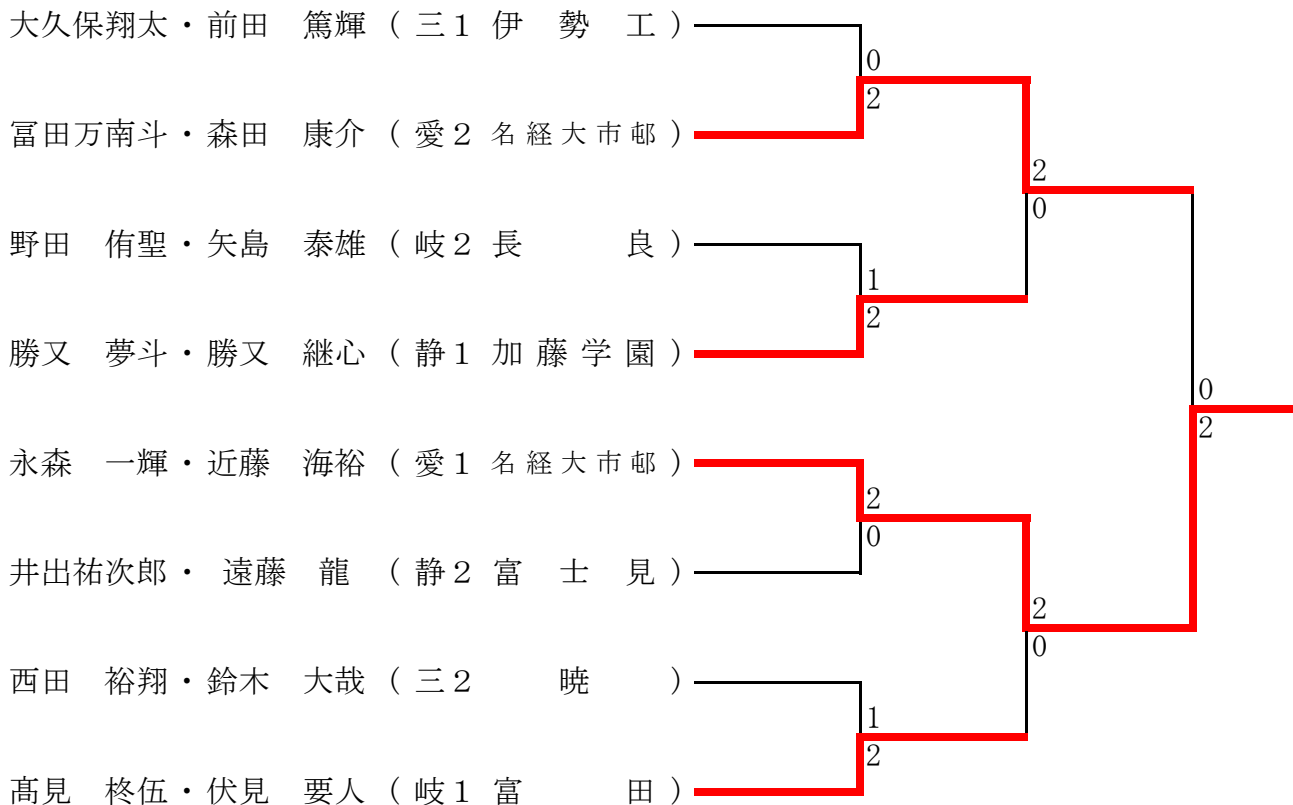 大久保翔太・前田　篤輝（三１ 伊　勢　工）
0
2
冨田万南斗・森田　康介（愛２ 名経大市邨）
2
0
野田　侑聖・矢島　泰雄（岐２ 長　　　良）
1
2
勝又　夢斗・勝又　継心（静１ 加藤学園）
0
2
永森　一輝・近藤　海裕（愛１ 名経大市邨）
2
0
井出祐次郎・ 遠藤　龍 （静２ 富　士　見）
2
0
西田　裕翔・鈴木　大哉（三２ 　　暁　　）
1
2
髙見　柊伍・伏見　要人（岐１ 富　　　田）